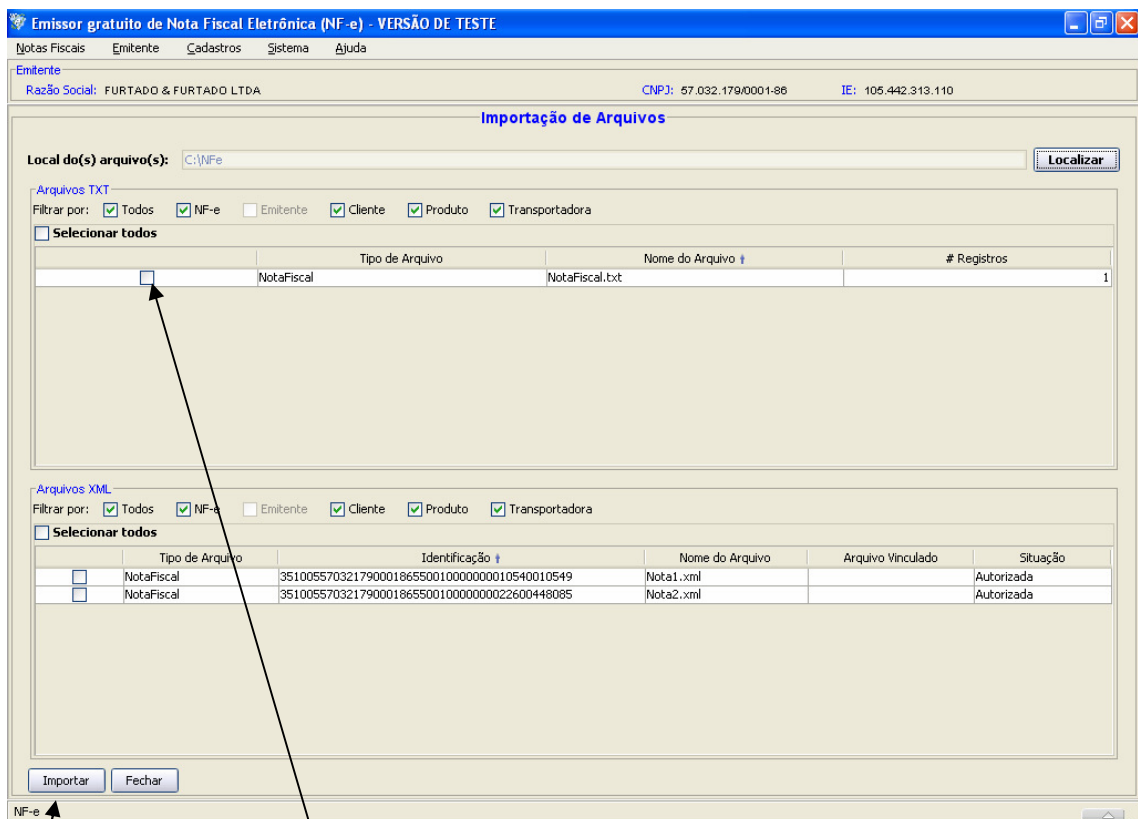 Emissor gratuito de Nota Fiscal Eletrônica (NF-e) - VERSÃO DE TESTE
Notas Fiscais Emitente Cadastros Sistema Ajuda
Emitente
Razão Social: FURTADO & FURTADO LTDA CNPJ: 57.032.179/0001-86 IE: 105.442.313.110
Importação de Arquivos
Local do(s) arquivo(s): C:\NFe Localizar
Arquivos TXT
Filtrar por: Todos NF-e Emitente Cliente Produto Transportadora
Selecionar todos
Tipo de Arquivo Nome do Arquivo # Registros
NotaFiscal NotaFiscal.txt 1
Arquivos XML
Filtrar por: Todos NF-e Emitente Cliente Produto Transportadora
Selecionar todos
Tipo de Arquivo Identificação Nome do Arquivo Arquivo Vinculado Situação
NotaFiscal 35100557032179000186550010000000010540010549 Nota1.xml Autorizada
NotaFiscal 35100557032179000186550010000000022600448085 Nota2.xml Autorizada
Importar Fechar
NF-e